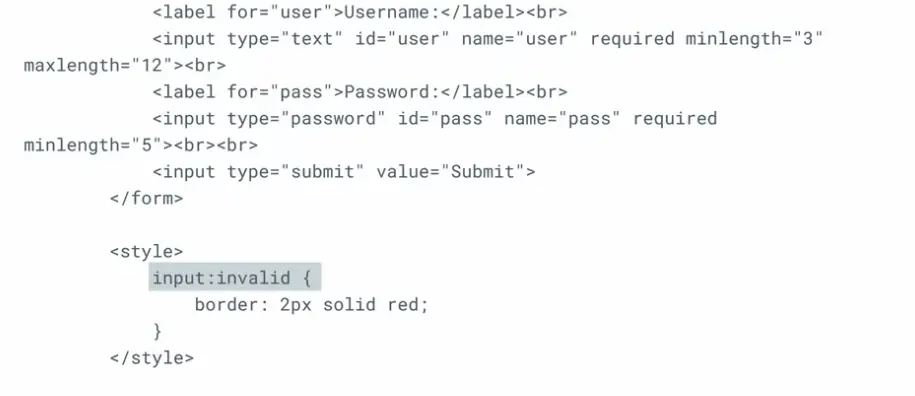 <label for="user">Username:</label><br>
<input type="text" id="user" name="user" required minlength="3"
maxlength="12"><br>
<label for="pass">Password:</label><br>
<input type="password" id="pass" name="pass" required
minlength="5"><br><br>
<input type="submit" value="Submit">
</form>
<style>
input:invalid {
border: 2px solid red;
}
</style>